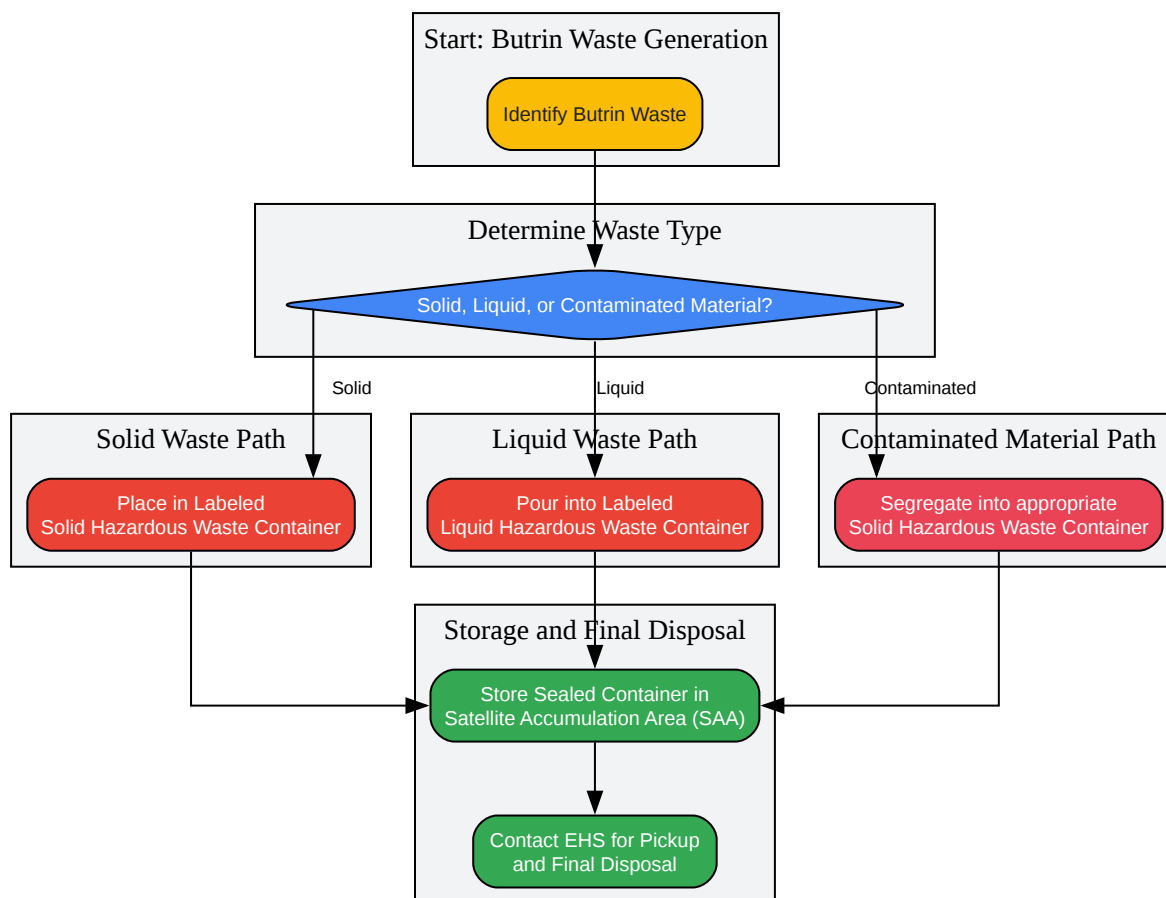 Start: Butrin Waste Generation
Identify Butrin Waste
Determine Waste Type
Solid, Liquid, or Contaminated Material?
Solid
Liquid
Contaminated
Solid Waste Path
Place in Labeled
Solid Hazardous Waste Container
Liquid Waste Path
Pour into Labeled
Liquid Hazardous Waste Container
Contaminated Material Path
Segregate into appropriate
Solid Hazardous Waste Container
Storage and Final Disposal
Store Sealed Container in
Satellite Accumulation Area (SAA)
Contact EHS for Pickup
and Final Disposal